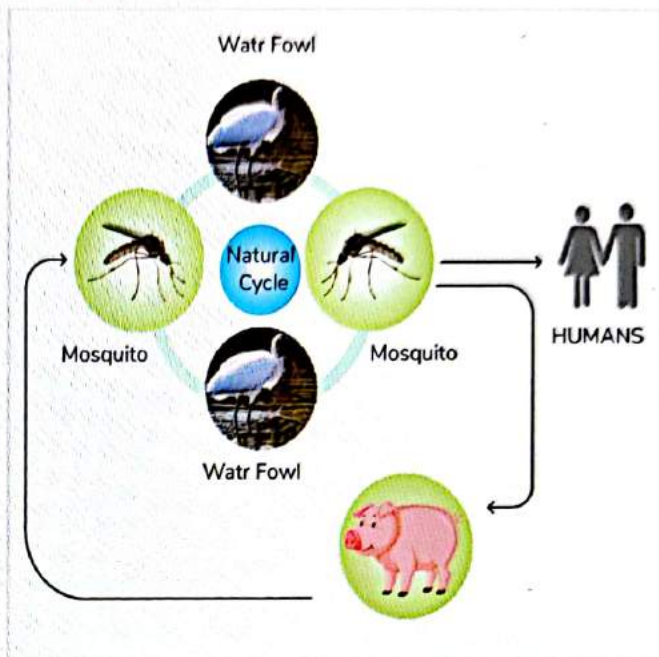 Watr Fowl
Natural
Cycle
Mosquito
Mosquito
HUMANS
Watr Fowl